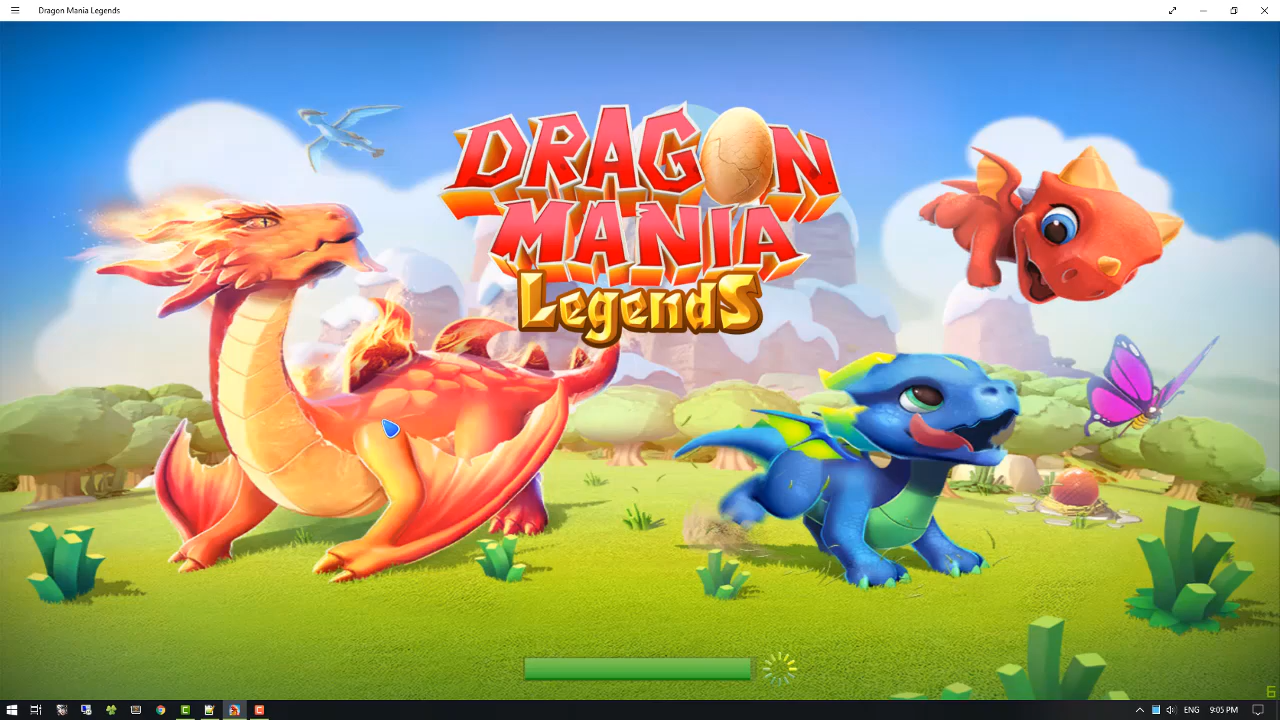 Dragon Mania Legends
DRAGON
MANIA
Legends
6
ENG
9:05 PM